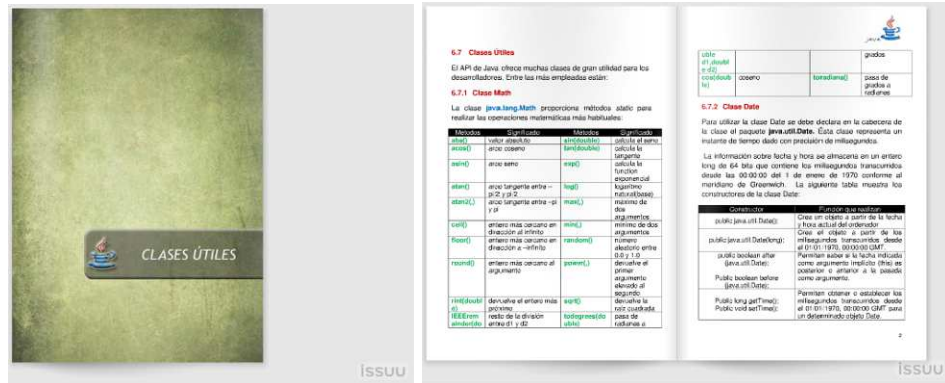 CLASES ÚTILES
issuu
6.7 Clases Útiles
El API de Java ofrece muchas clases de gran utilidad para los
desarrolladores. Entre las más empleadas están:
6.7.1 Clase Math
La clase java.lang.Math proporciona métodos static para
realizar las operaciones matemáticas más habituales:
Métodos Significado Métodos Significado
abs() valor absoluto sin(double) calcula el seno
acos() arco coseno tan(double) calcula la
tangente
asin() arco seno exp() calcula la
function
exponencial
atan() arco tangente entre –
pi/2 y pi/2 log() logaritmo
natural(base)
atan2(,) arco tangente entre –pi
y pi max(,) máximo de
dos
argumentos
ceil() entero más cercano en
dirección al infinito min(,) mínimo de dos
argumentos
floor() entero más cercano en
dirección a –infinito random() número
aleatorio entre
0.0 y 1.0
round() entero más cercano al
argumento power(,) devuelve el
primer
argumento
elevado al
segundo
rint(doubl
e) devuelve el entero más
próximo sqrt() devuelve la
raíz cuadrada
IEEErem
ainder(do resto de la división
entre d1 y d2 todegrees(do
uble) pasa de
radianes a
java
uble
d1,doubl
e d2) grados
cos(doub
le) coseno toradians() pasa de
grados a
radianes
6.7.2 Clase Date
Para utilizar la clase Date se debe declara en la cabecera de
la clase el paquete java.util.Date. Ésta clase representa un
instante de tiempo dado con precisión de milisegundos.
La información sobre fecha y hora se almacena en un entero
long de 64 bits que contiene los milisegundos transcurridos
desde las 00:00:00 del 1 de enero de 1970 conforme al
meridiano de Greenwich. La siguiente tabla muestra los
constructores de la clase Date:
Constructor Función que realizan
public java.util.Date(); Crea un objeto a partir de la fecha
y hora actual del ordenador
public java.util.Date(long); Crea el objeto a partir de los
milisegundos transcurridos desde
el 01/01/1970, 00:00:00 GMT.
public boolean after
(java.util.Date);
Public boolean before
(java.util.Date); Permiten saber si la fecha indicada
como argumento implícito (this) es
posterior o anterior a la pasada
como argumento.
Public long getTime();
Public void setTime(); Permiten obtener o establecer los
milisegundos transcurridos desde
el 01/01/1970, 00:00:00 GMT para
un determinado objeto Date.
2
issuu